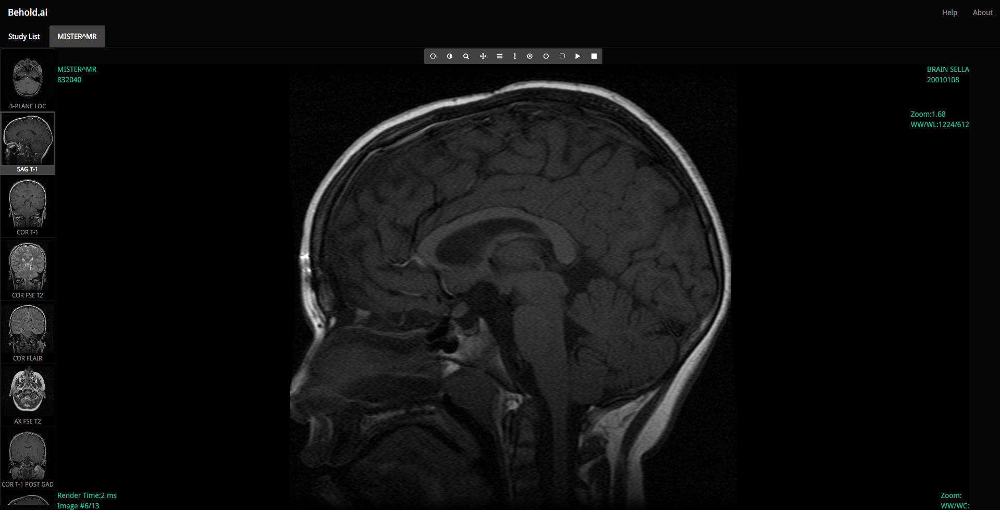 Behold.ai
Help
About
Study List
MISTER^MR
3-PLANE LOC
SAG T-1
COR T-1
COR FSE T2
COR FLAIR
AX FSE T2
COR T-1 POST GAD
MISTER^MR
832040
BRAIN SELLA
20010108
Zoom:1.68
WW/WL:1224/612
Render Time:2 ms
Image #6/13
Zoom:
WW/WC: